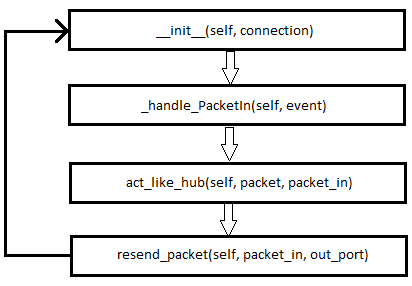 __init__(self, connection)
_handle_PacketIn(self, event)
act_like_hub(self, packet, packet_in)
resend_packet(self, packet_in, out_port)